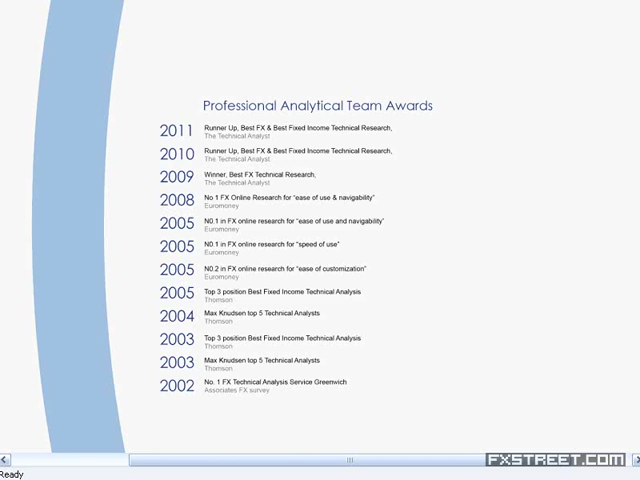 Professional Analytical Team Awards
2011 Runner Up, Best FX & Best Fixed Income Technical Research,
The Technical Analyst
2010 Runner Up, Best FX & Best Fixed Income Technical Research,
The Technical Analyst
2009 Winner, Best FX Technical Research,
The Technical Analyst
2008 No 1 FX Online Research for “ease of use & navigability”
Euromoney
2005 N0.1 in FX online research for “ease of use and navigability”
Euromoney
2005 N0.1 in FX online research for “speed of use”
Euromoney
2005 N0.2 in FX online research for “ease of customization”
Euromoney
2005 Top 3 position Best Fixed Income Technical Analysis
Thomson
2004 Max Knudsen top 5 Technical Analysts
Thomson
2003 Top 3 position Best Fixed Income Technical Analysis
Thomson
2003 Max Knudsen top 5 Technical Analysts
Thomson
2002 No. 1 FX Technical Analysis Service Greenwich
Associates FX survey
FXSTREET.COM
Ready